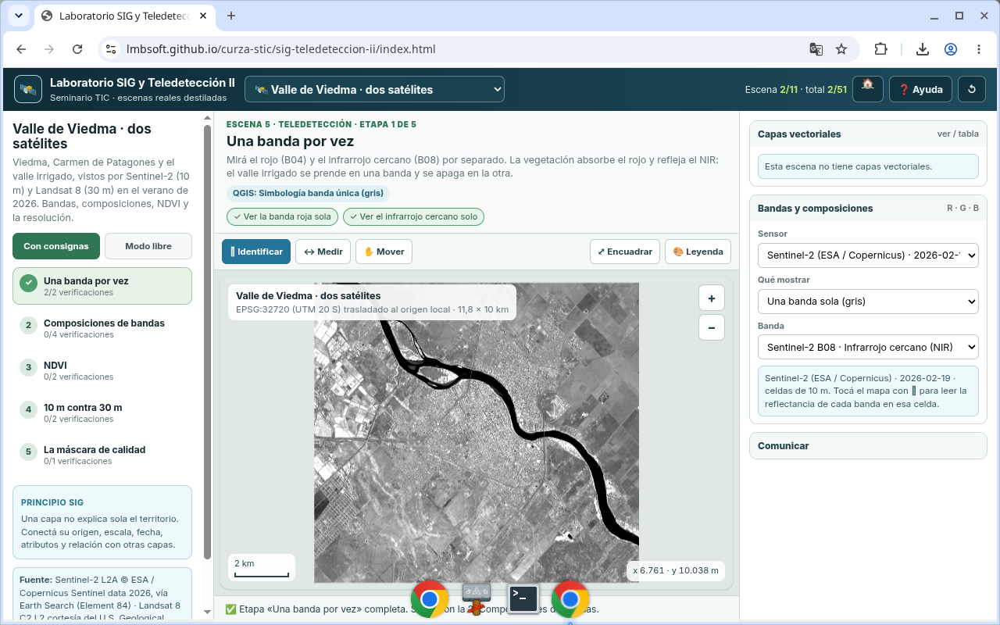 Laboratorio SIG y Teledetecc
lmbsoft.github.io/curza-stic/sig-teledeteccion-ii/index.html
Laboratorio SIG y Teledetección II
Seminario TIC · escenas reales destiladas
Valle de Viedma · dos satélites
Escena 2/11 · total 2/51
Ayuda
Valle de Viedma · dos satélites
Viedma, Carmen de Patagones y el valle irrigado, vistos por Sentinel-2 (10 m) y Landsat 8 (30 m) en el verano de 2026. Bandas, composiciones, NDVI y la resolución.
Con consignas
Modo libre
Una banda por vez
2/2 verificaciones
2 Composiciones de bandas
0/4 verificaciones
3 NDVI
0/2 verificaciones
4 10 m contra 30 m
0/2 verificaciones
5 La máscara de calidad
0/1 verificaciones
PRINCIPIO SIG
Una capa no explica sola el territorio. Conectá su origen, escala, fecha, atributos y relación con otras capas.
Fuente: Sentinel-2 L2A © ESA / Copernicus Sentinel data 2026, vía Earth Search (Element 84) · Landsat 8 C2 L2 cortesía del U.S. Geological
ESCENA 5 · TELEDETECCIÓN · ETAPA 1 DE 5
Una banda por vez
Mirá el rojo (B04) y el infrarrojo cercano (B08) por separado. La vegetación absorbe el rojo y refleja el NIR: el valle irrigado se prende en una banda y se apaga en la otra.
QGIS: Simbología banda única (gris)
✓ Ver la banda roja sola
✓ Ver el infrarrojo cercano solo
Identificar
Medir
Mover
Encuadrar
Leyenda
Valle de Viedma · dos satélites
EPSG:32720 (UTM 20 S) trasladado al origen local · 11,8 × 10 km
+
−
2 km
x 6.761 · y 10.038 m
Etapa «Una banda por vez» completa.
Capas vectoriales
ver / tabla
Esta escena no tiene capas vectoriales.
Bandas y composiciones
R · G · B
Sensor
Sentinel-2 (ESA / Copernicus) · 2026-02-
Qué mostrar
Una banda sola (gris)
Banda
Sentinel-2 B08 · Infrarrojo cercano (NIR)
Sentinel-2 (ESA / Copernicus) · 2026-02-19 · celdas de 10 m. Tocá el mapa con para leer la reflectancia de cada banda en esa celda.
Comunicar